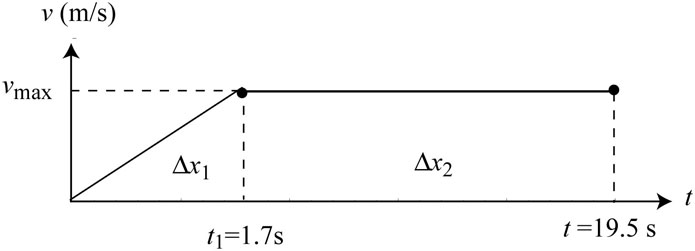 v (m/s)
vmax
Δx1
Δx2
t
t1=1.7s
t =19.5 s